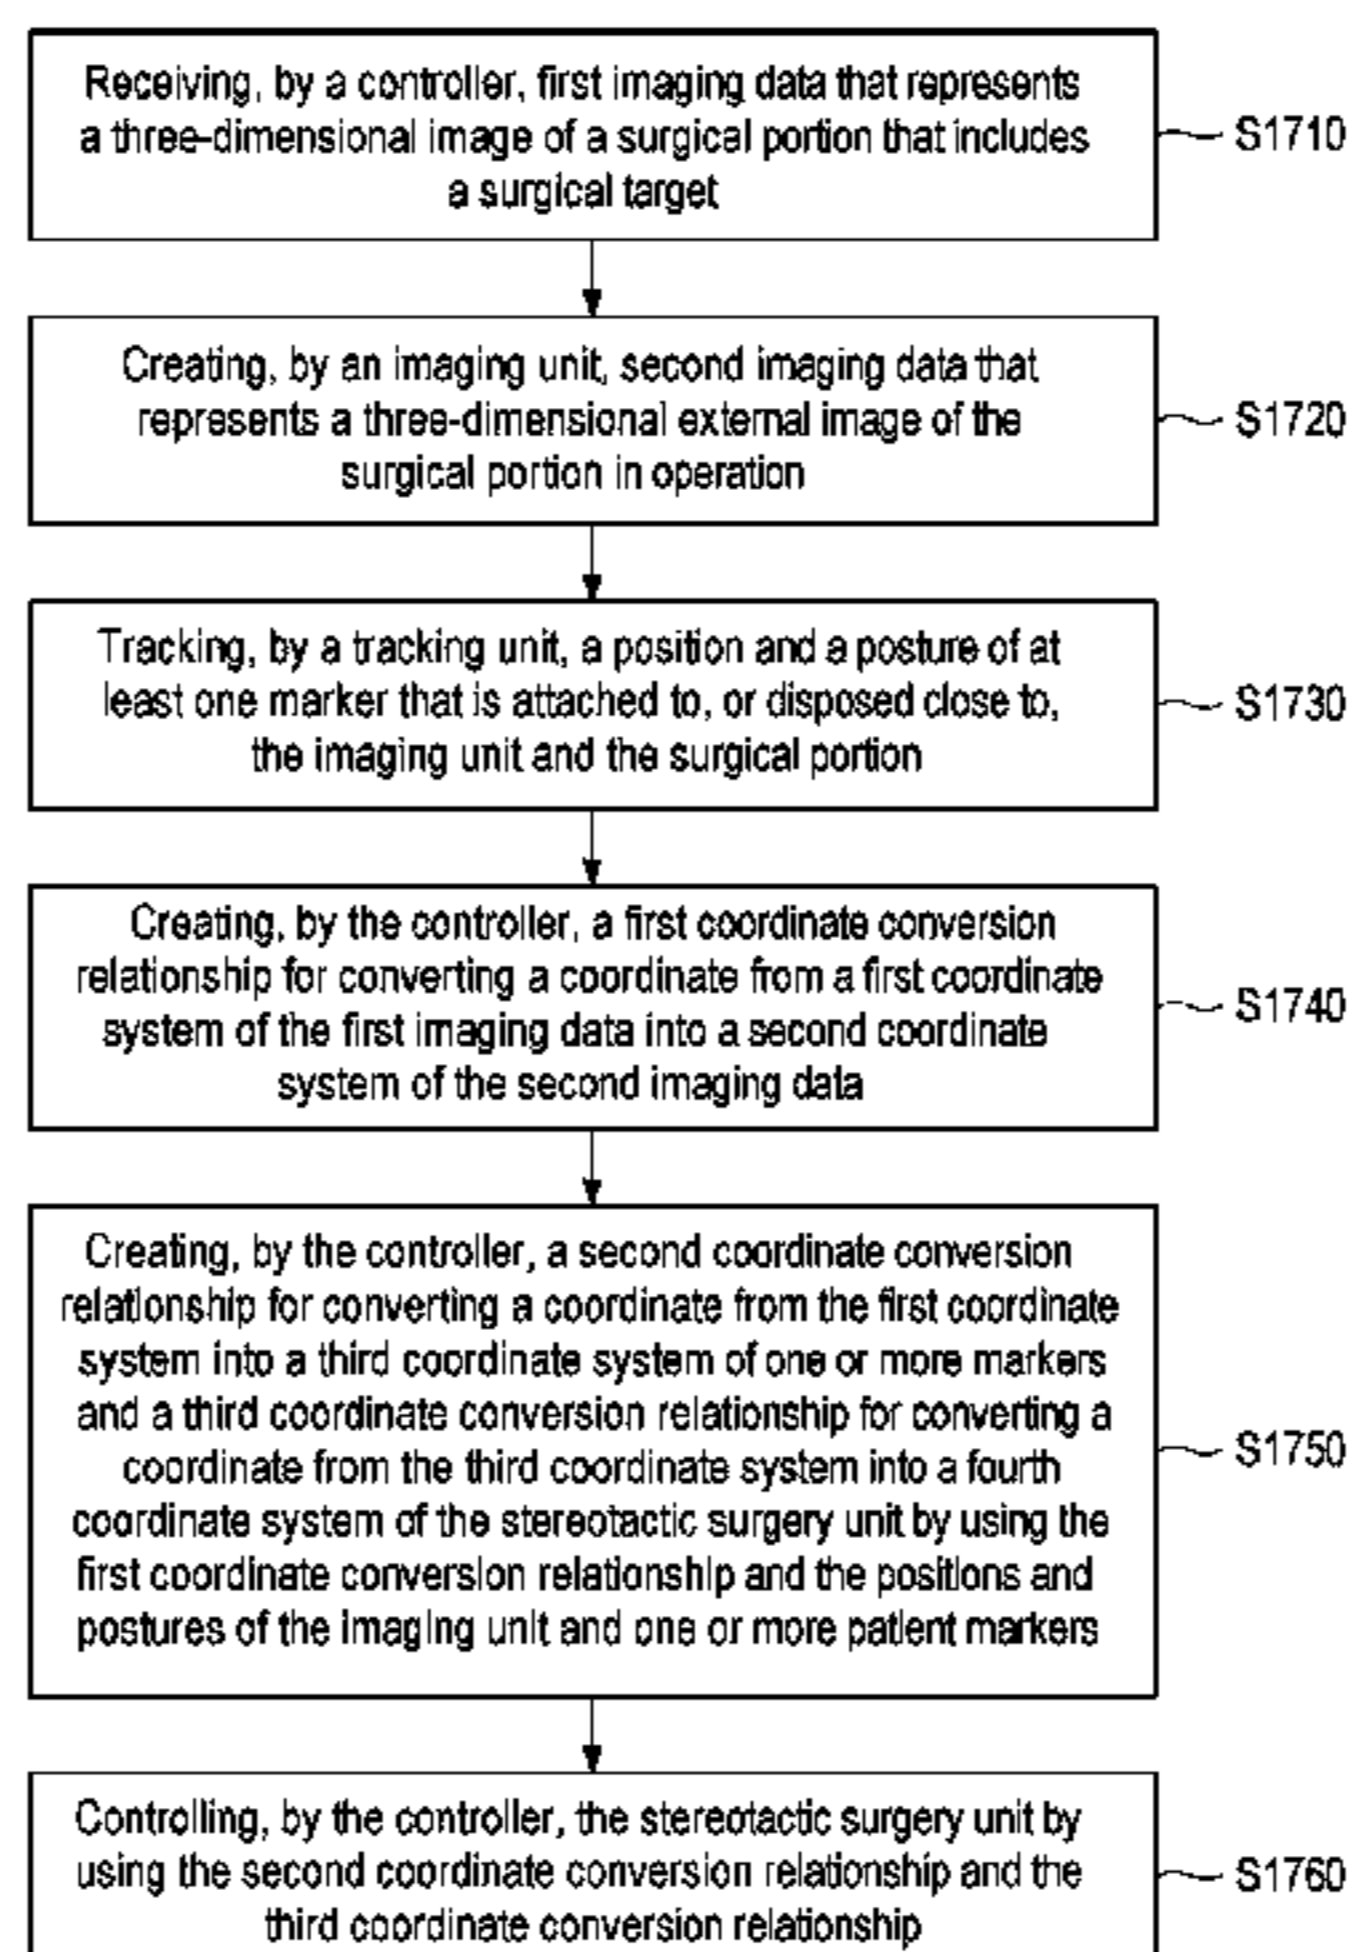 Receiving, by a controller, first imaging data that represents
a three-dimensional image of a surgical portion that includes
a surgical target
S1710
Creating, by an imaging unit, second imaging data that
represents a three-dimensional external image of the
surgical portion in operation
S1720
Tracking, by a tracking unit, a position and a posture of at
least one marker that is attached to, or disposed close to,
the imaging unit and the surgical portion
S1730
Creating, by the controller, a first coordinate conversion
relationship for converting a coordinate from a first coordinate
system of the first imaging data into a second coordinate
system of the second imaging data
S1740
Creating, by the controller, a second coordinate conversion
relationship for converting a coordinate from the first coordinate
system into a third coordinate system of one or more markers
and a third coordinate conversion relationship for converting a
coordinate from the third coordinate system into a fourth
coordinate system of the stereotactic surgery unit by using the
first coordinate conversion relationship and the positions and
postures of the imaging unit and one or more patient markers
S1750
Controlling, by the controller, the stereotactic surgery unit by
using the second coordinate conversion relationship and the
third coordinate conversion relationship
S1760